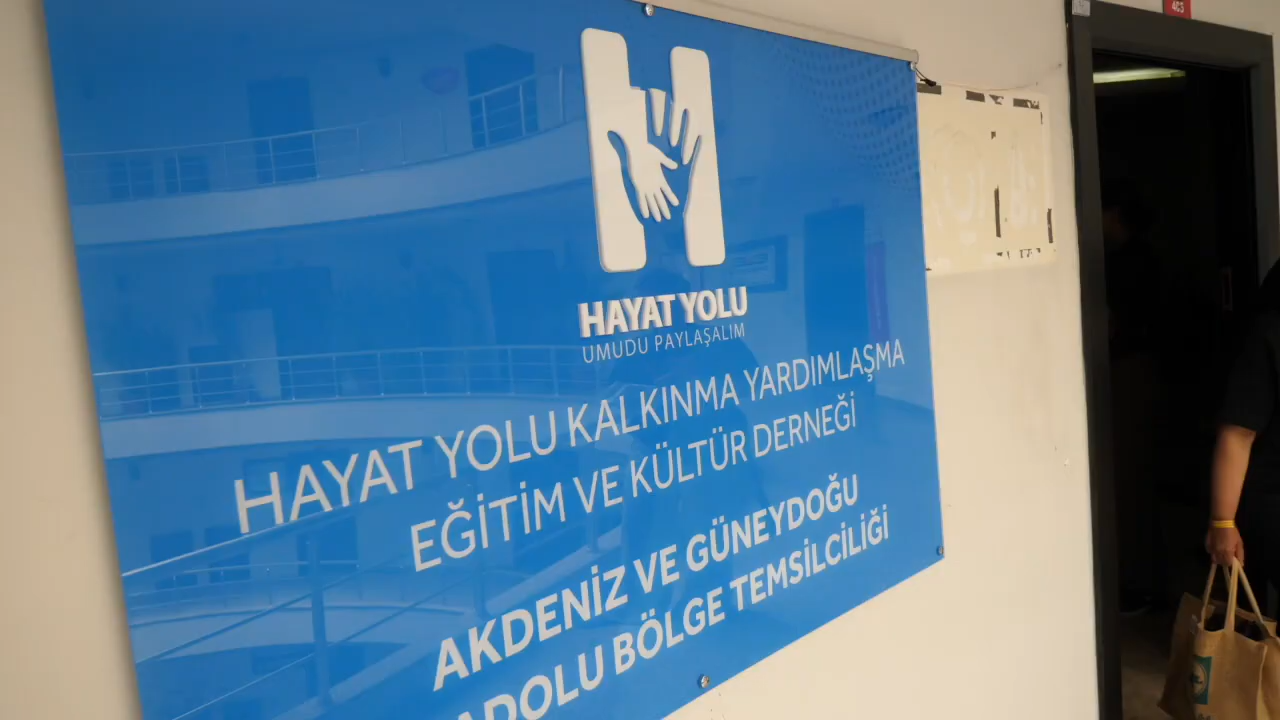 403
HAYAT YOLU
UMUDU PAYLAŞALIM
HAYAT YOLU KALKINMA YARDIMLAŞMA
EĞİTİM VE KÜLTÜR DERNEĞİ
AKDENİZ VE GÜNEYDOĞU
ADOLU BÖLGE TEMSİLCİLİĞİ